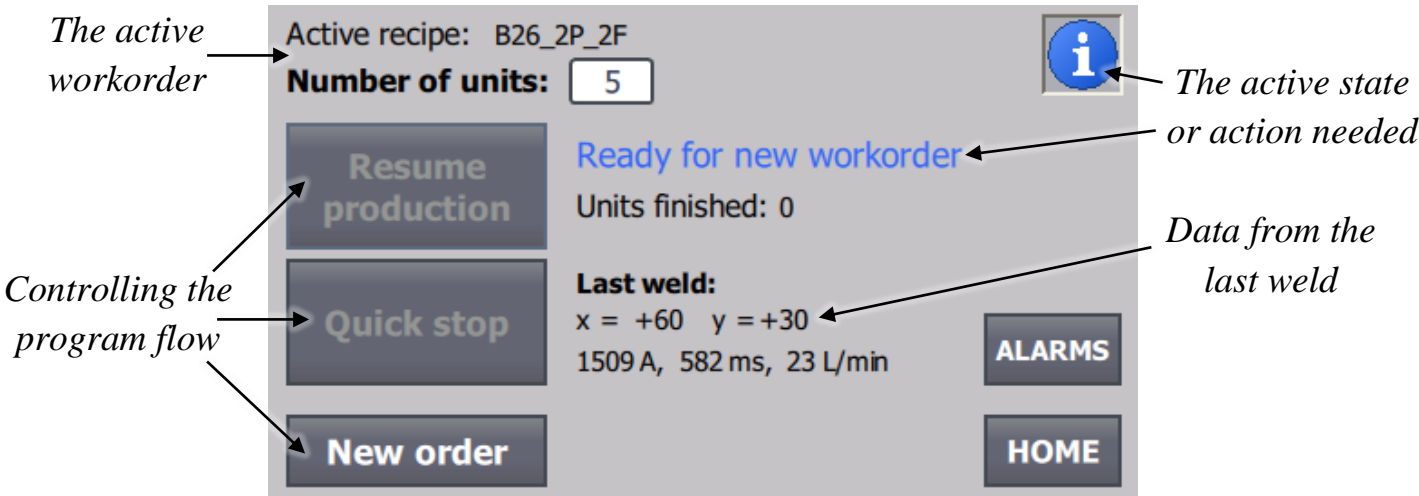 The active
workorder
Active recipe: B26_2P_2F
Number of units: 5
i
The active state
or action needed
Resume
production
Ready for new workorder
Units finished: 0
Controlling the
program flow
Quick stop
Last weld:
x = +60 y =+30
1509 A, 582 ms, 23 L/min
Data from the
last weld
ALARMS
New order
HOME